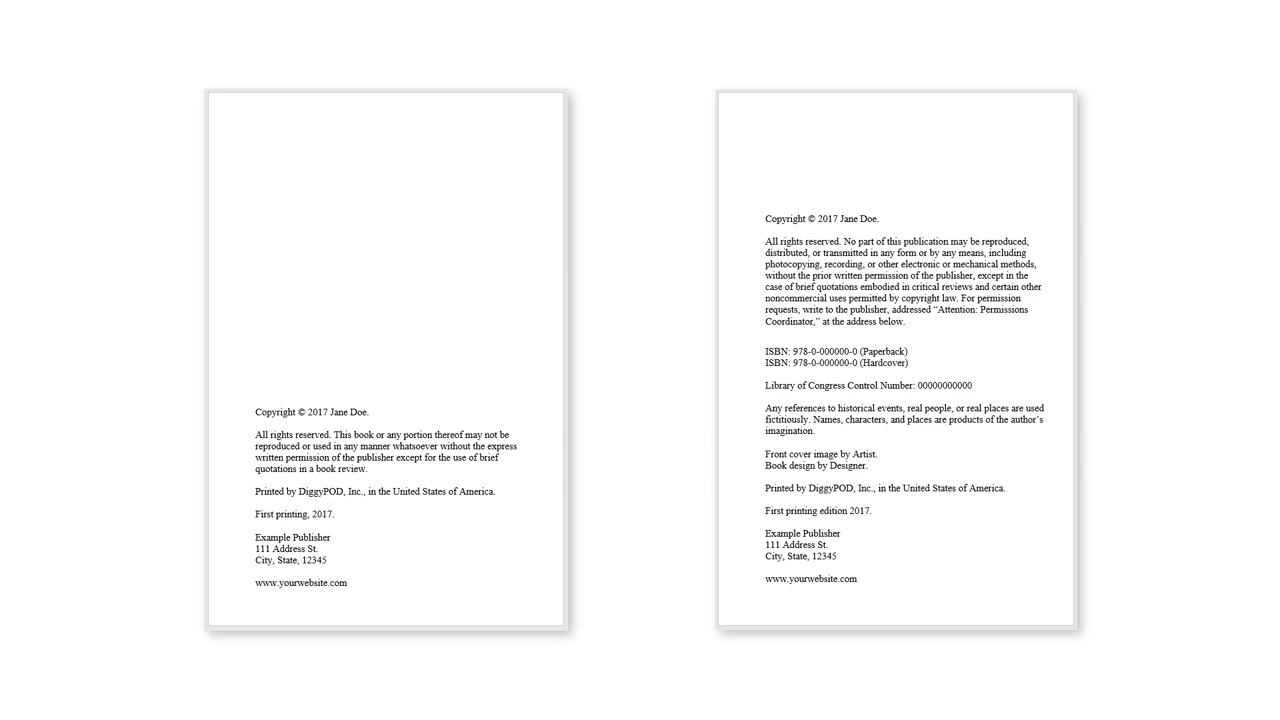 Copyright © 2017 Jane Doe.
All rights reserved. This book or any portion thereof may not be
reproduced or used in any manner whatsoever without the express
written permission of the publisher except for the use of brief
quotations in a book review.
Printed by DiggyPOD, Inc., in the United States of America.
First printing, 2017.
Example Publisher
111 Address St.
City, State, 12345
www.yourwebsite.com
Copyright © 2017 Jane Doe.
All rights reserved. No part of this publication may be reproduced,
distributed, or transmitted in any form or by any means, including
photocopying, recording, or other electronic or mechanical methods,
without the prior written permission of the publisher, except in the
case of brief quotations embodied in critical reviews and certain other
noncommercial uses permitted by copyright law. For permission
requests, write to the publisher, addressed “Attention: Permissions
Coordinator,” at the address below.
ISBN: 978-0-000000-0 (Paperback)
ISBN: 978-0-000000-0 (Hardcover)
Library of Congress Control Number: 00000000000
Any references to historical events, real people, or real places are used
fictitiously. Names, characters, and places are products of the author’s
imagination.
Front cover image by Artist.
Book design by Designer.
Printed by DiggyPOD, Inc., in the United States of America.
First printing edition 2017.
Example Publisher
111 Address St.
City, State, 12345
www.yourwebsite.com